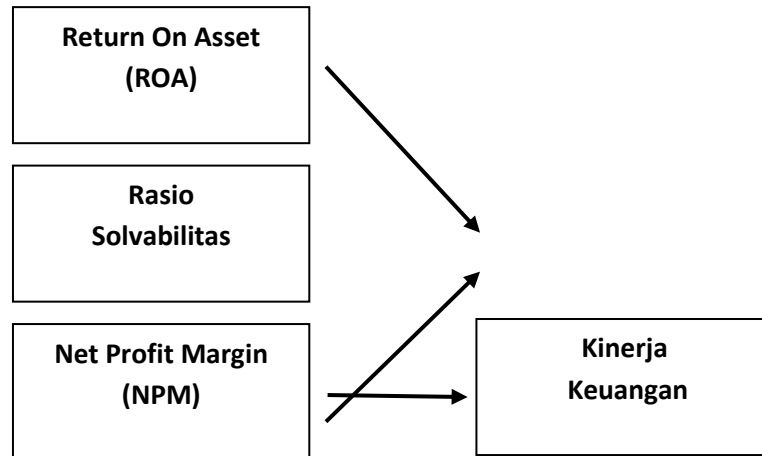 Return On Asset
(ROA)
Rasio
Solvabilitas
Net Profit Margin
(NPM)
Kinerja
Keuangan